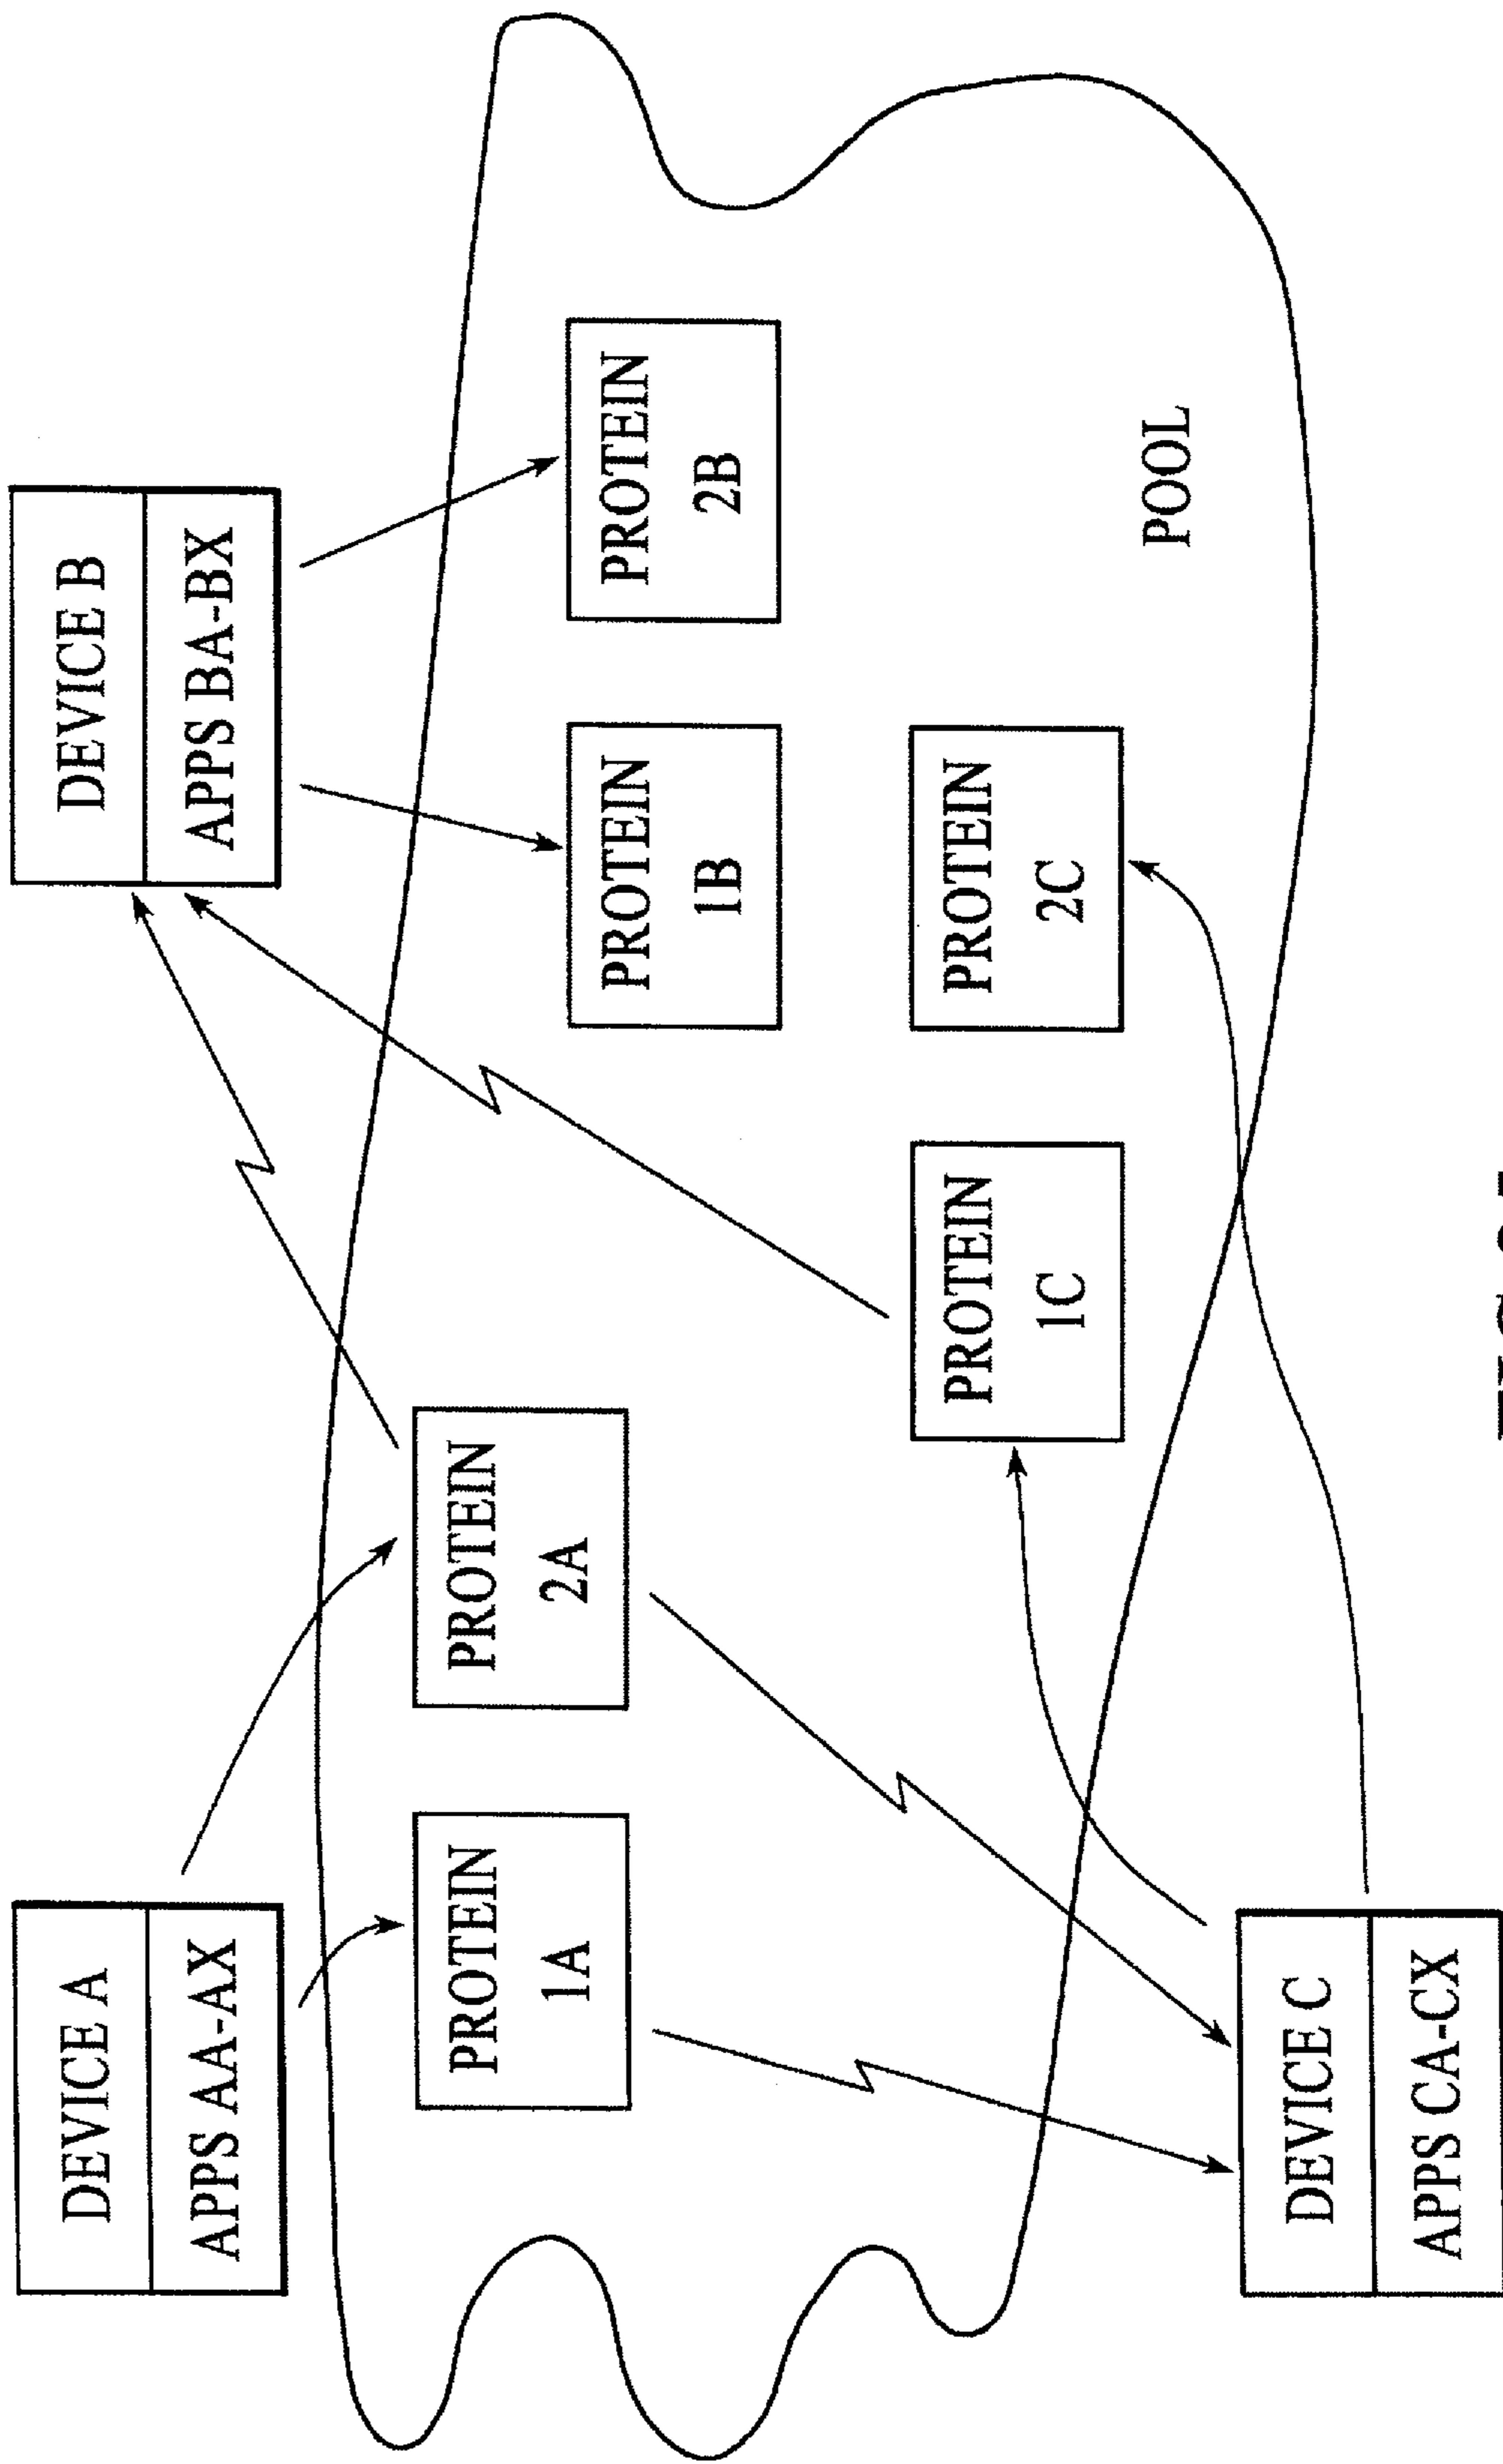 DEVICE A
APPS AA-AX
DEVICE B
APPS BA-BX
PROTEIN
1A
PROTEIN
2A
PROTEIN
1B
PROTEIN
2B
PROTEIN
1C
PROTEIN
2C
POOL
DEVICE C
APPS CA-CX